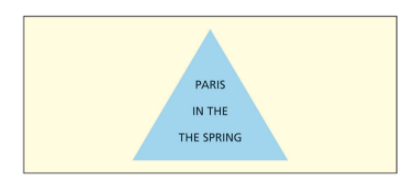 PARIS
IN THE
THE SPRING